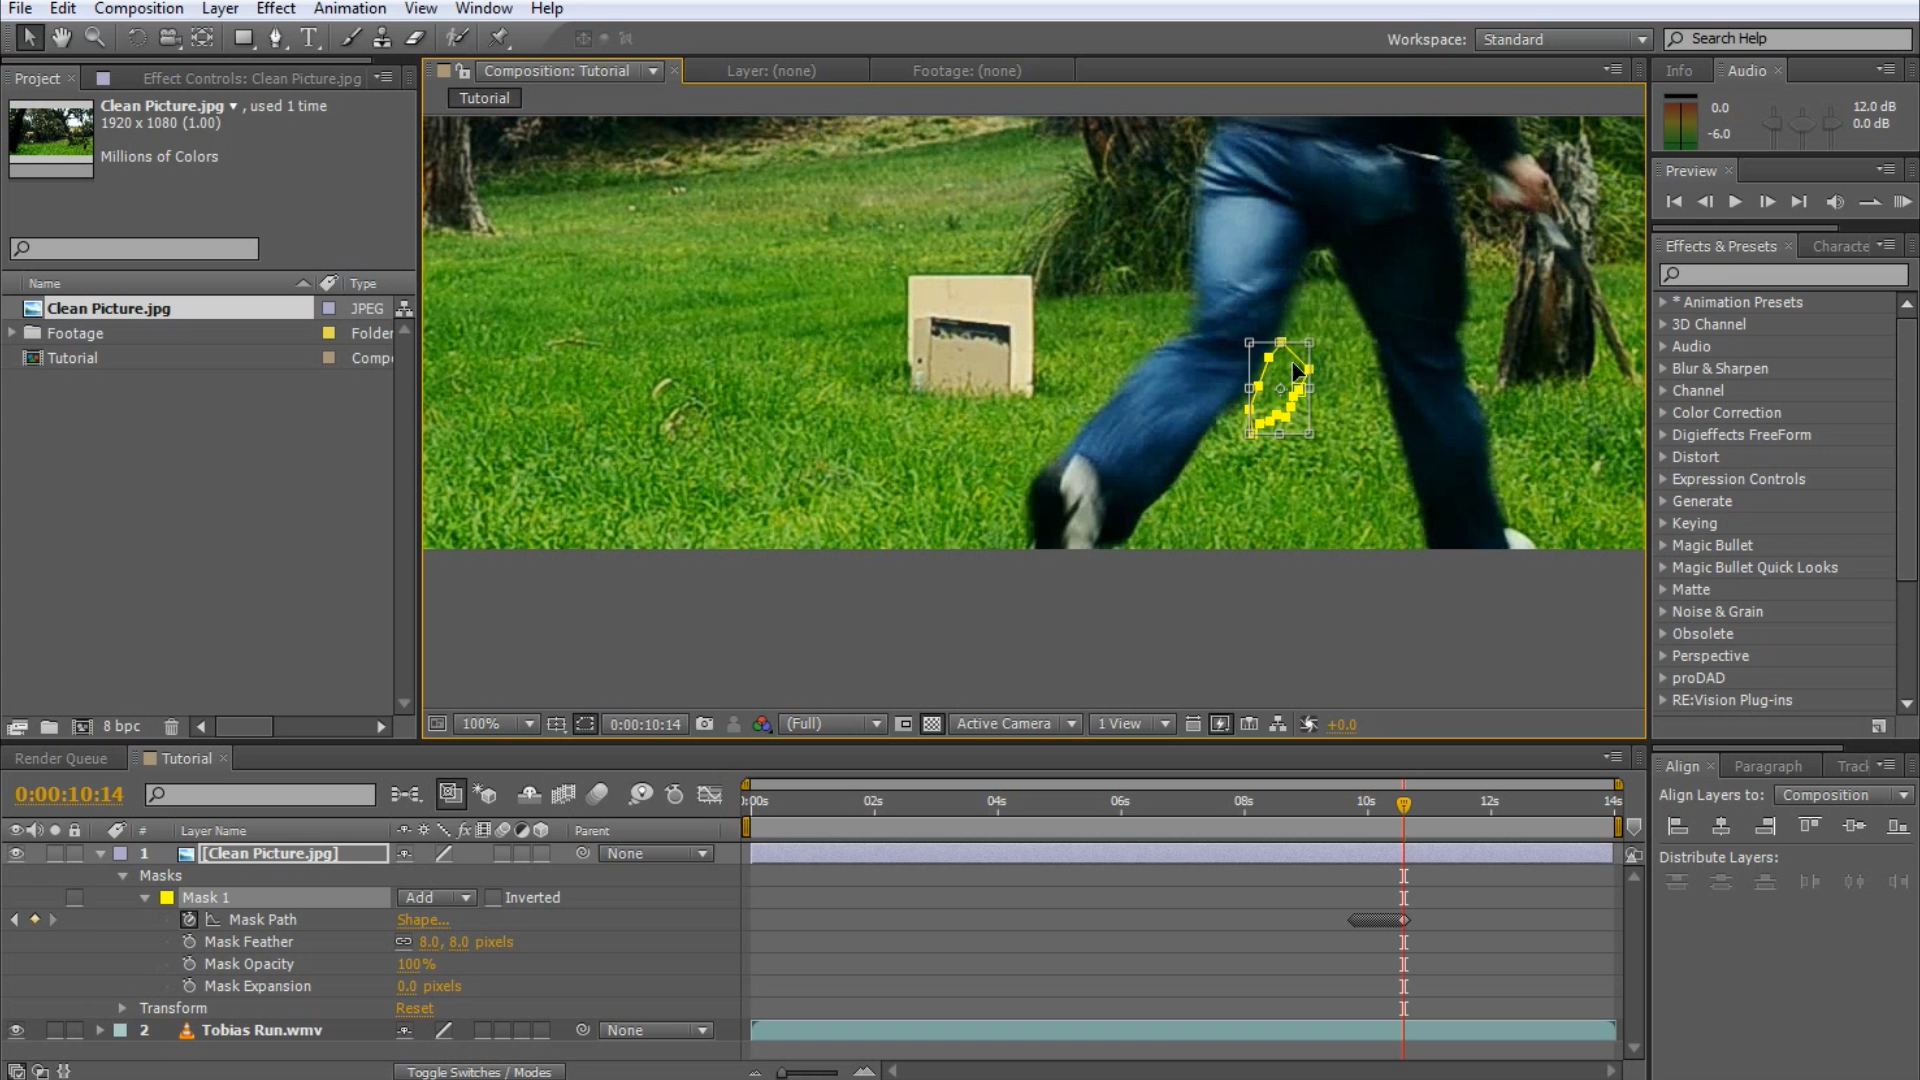 File Edit Composition Layer Effect Animation View Window Help
Workspace: Standard Search Help
Project Effect Controls: Clean Picture.jpg
Composition: Tutorial Layer: (none) Footage: (none)
Info Audio
Clean Picture.jpg , used 1 time
1920 x 1080 (1.00)
Millions of Colors
Tutorial
0.0 12.0 dB
-6.0 0.0 dB
Preview
Effects & Presets Characte
Name Type
Clean Picture.jpg JPEG
Footage Folder
Tutorial Compo
* Animation Presets
3D Channel
Audio
Blur & Sharpen
Channel
Color Correction
Digieffects FreeForm
Distort
Expression Controls
Generate
Keying
Magic Bullet
Magic Bullet Quick Looks
Matte
Noise & Grain
Obsolete
Perspective
proDAD
RE:Vision Plug-ins
8 bpc
100% 0:00:10:14 (Full) Active Camera 1 View +0.0
Render Queue Tutorial
0:00:10:14
):00s 02s 04s 06s 08s 10s 12s 14s
# Layer Name fx Parent
1 [Clean Picture.jpg] None
Masks
Mask 1 Add Inverted
Mask Path Shape...
Mask Feather 8.0, 8.0 pixels
Mask Opacity 100%
Mask Expansion 0.0 pixels
Transform Reset
2 Tobias Run.wmv None
Toggle Switches / Modes
Align Paragraph Track
Align Layers to: Composition
Distribute Layers: